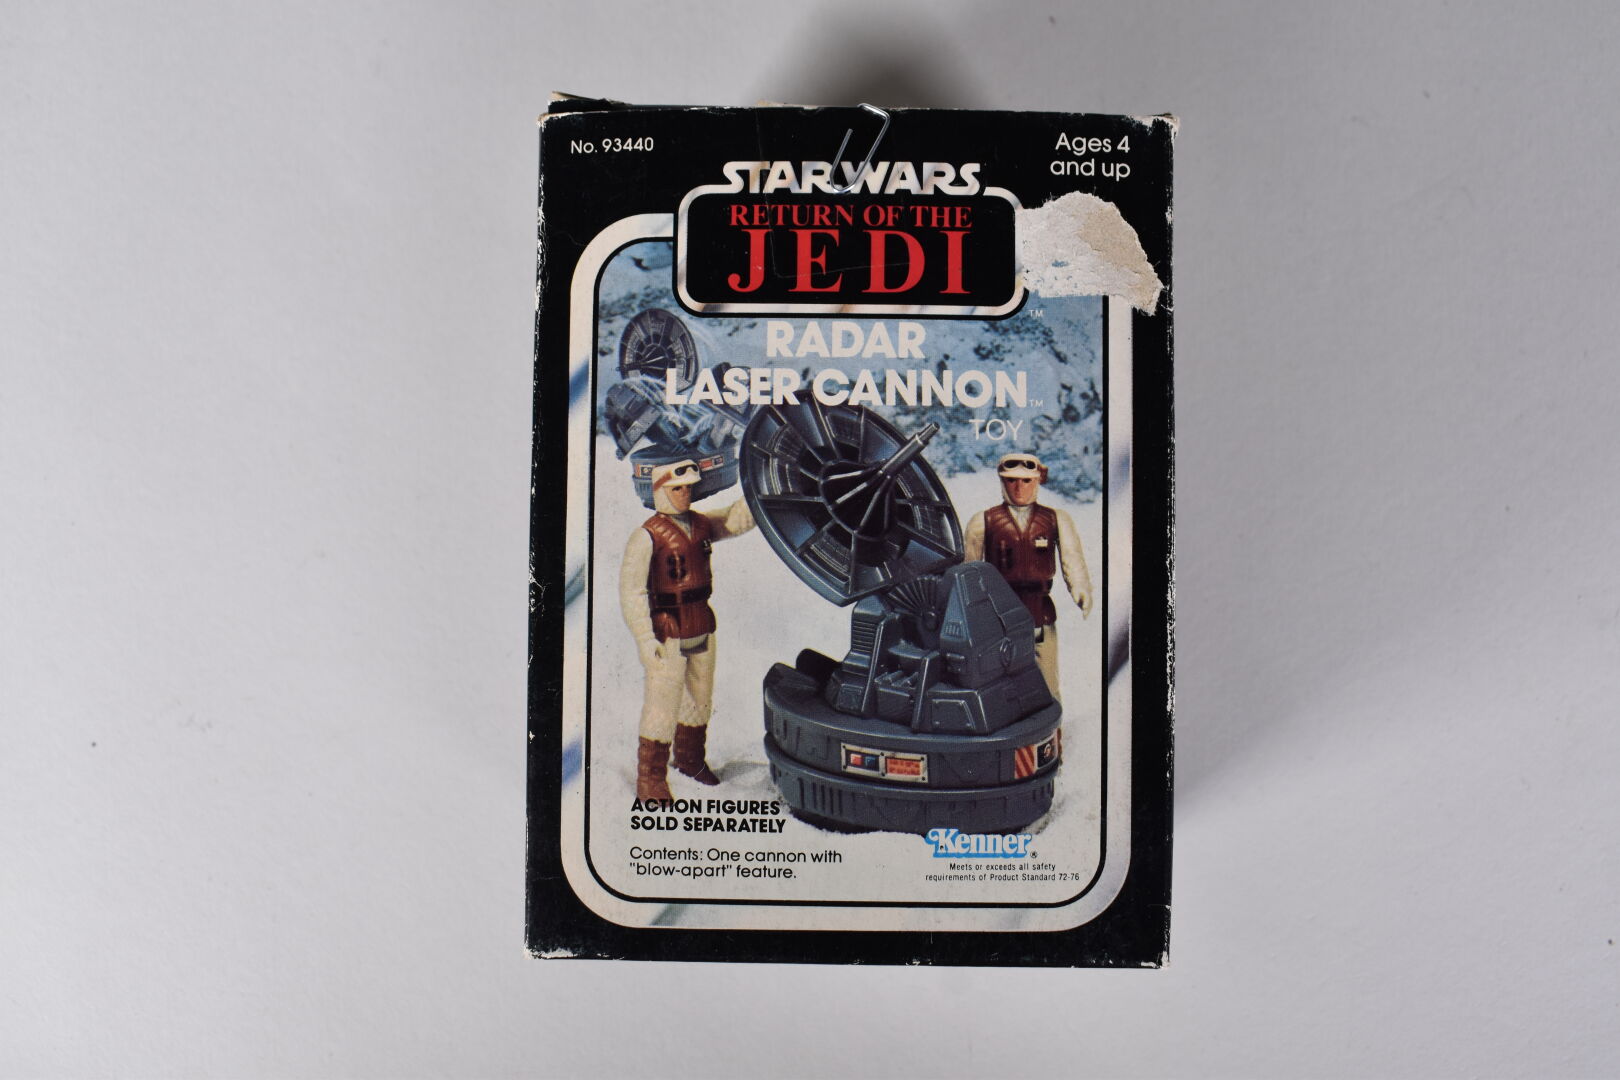 No. 93440
Ages 4
and up
STAR WARS
RETURN OF THE
JEDI
TM
RADAR
LASER CANNON TM
TOY
ACTION FIGURES
SOLD SEPARATELY
Contents: One cannon with
"blow-apart" feature.
Kenner ®
Meets or exceeds all safety
requirements of Product Standard 72-76